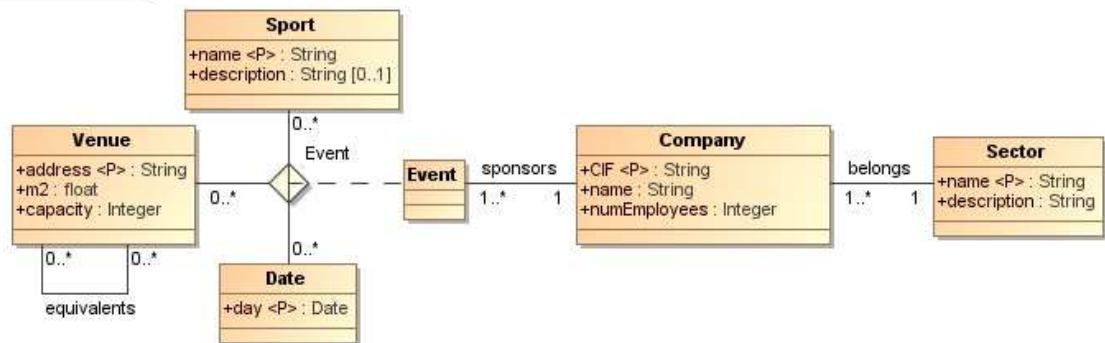 Sport
+name <P> : String
+description : String [0..1]
0..*
Event
Venue
+address <P> : String
+m2 : float
+capacity : Integer
0..*
0..*
0..*
equivalents
0..*
Date
+day <P> : Date
Event
sponsors
1..*
1
Company
+CIF <P> : String
+name : String
+numEmployees : Integer
belongs
1..*
1
Sector
+name <P> : String
+description : String